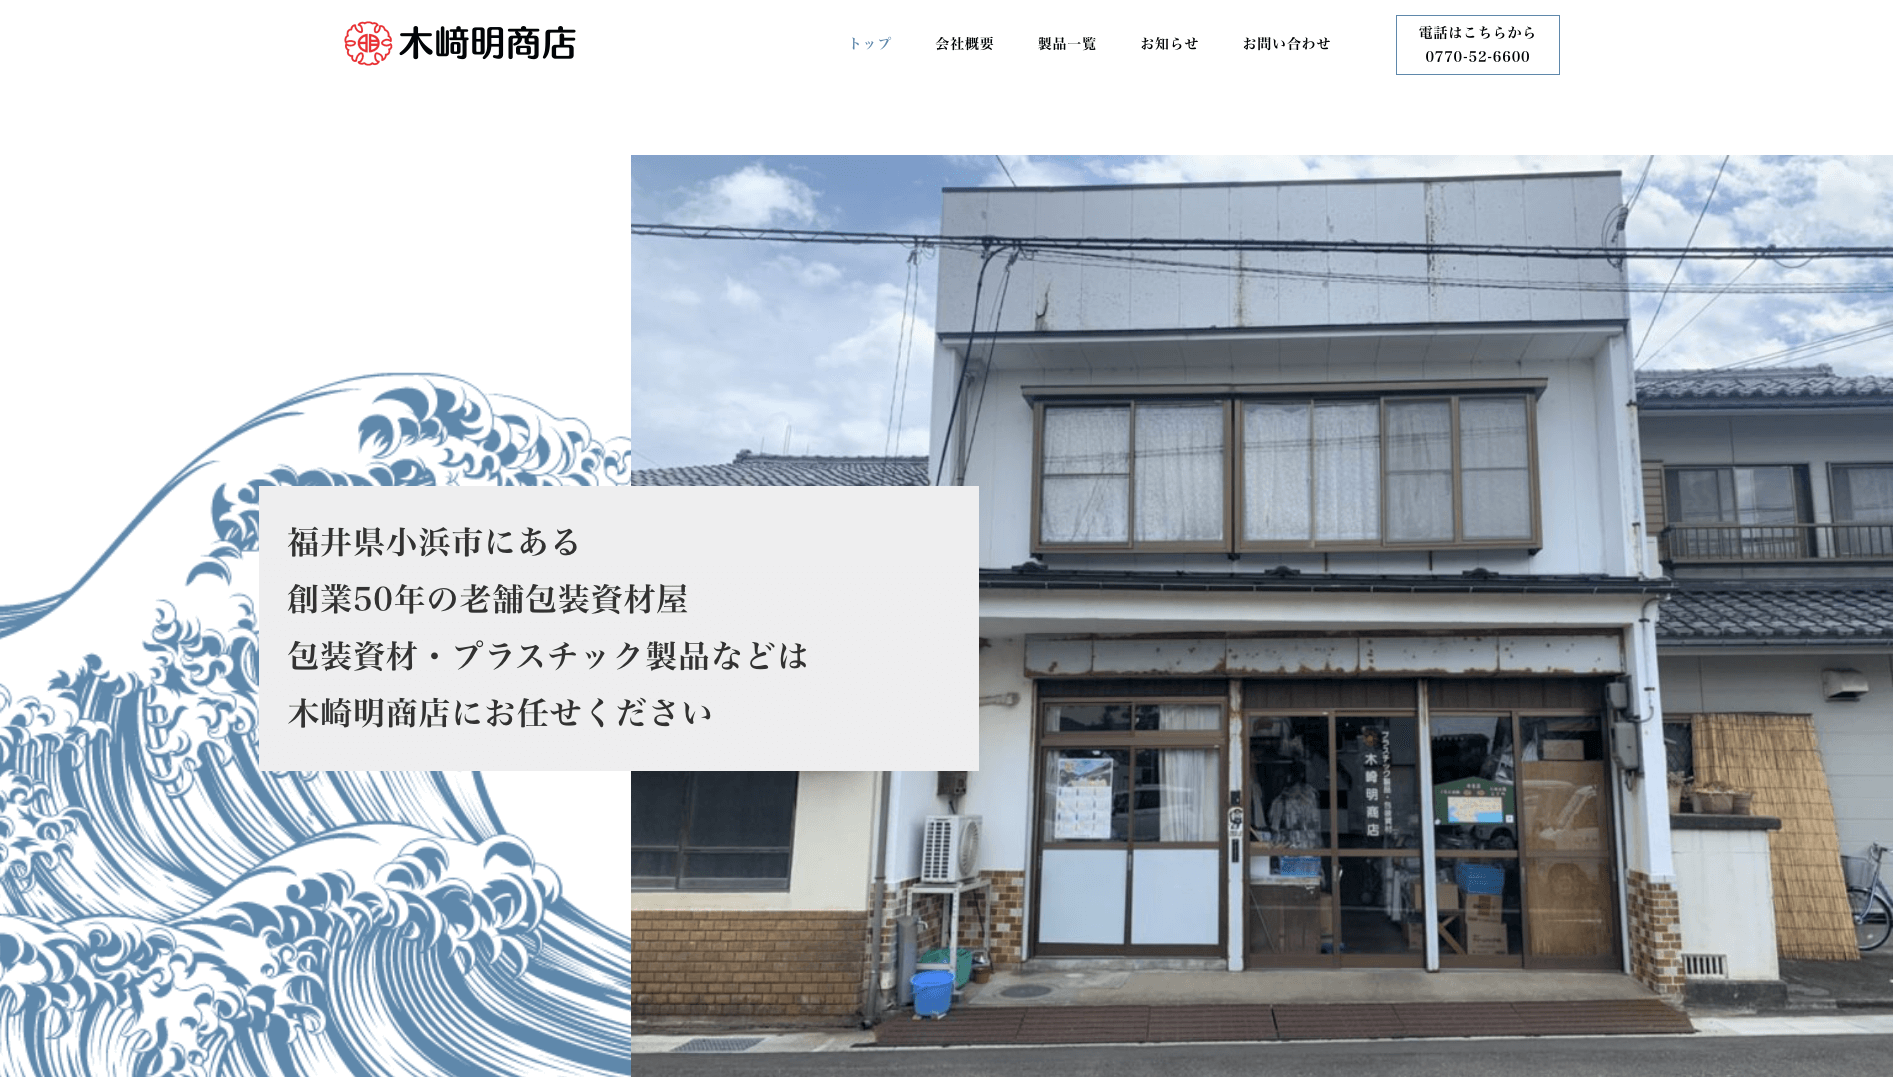 木﨑明商店
トップ
会社概要
製品一覧
お知らせ
お問い合わせ
電話はこちらから
0770-52-6600
福井県小浜市にある
創業50年の老舗包装資材屋
包装資材・プラスチック製品などは
木崎明商店にお任せください
プラスチック製品・包装資材
木崎明商店